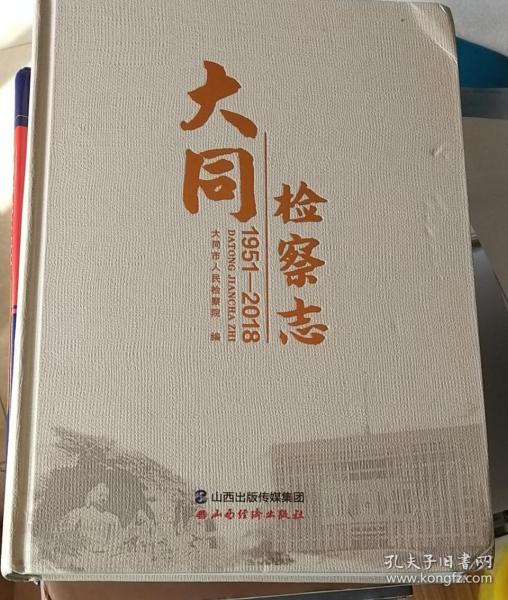 大同
检察志
1951—2018
DATONG JIANCHA ZHI
大同市人民检察院 编
山西出版传媒集团
山西经济出版社
孔夫子旧书网
www.kongfz.com